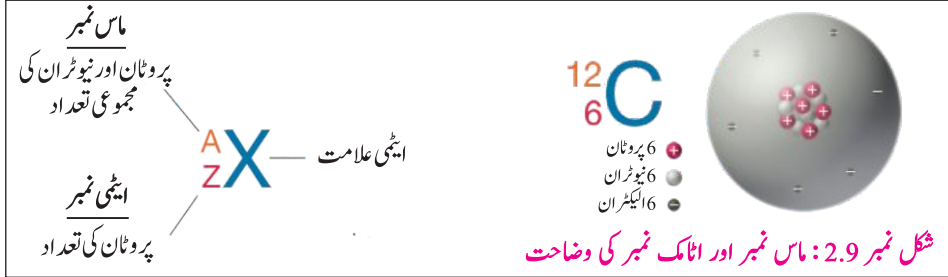 ماس نمبر
پروٹان اور نیوٹران کی
مجموعی تعداد
A
Z
X
ایٹمی علامت
ایٹمی نمبر
پروٹان کی تعداد
12
6
C
6 پروٹان
6 نیوٹران
6 الیکٹران
شکل نمبر 2.9: ماس نمبر اور اٹامک نمبر کی وضاحت